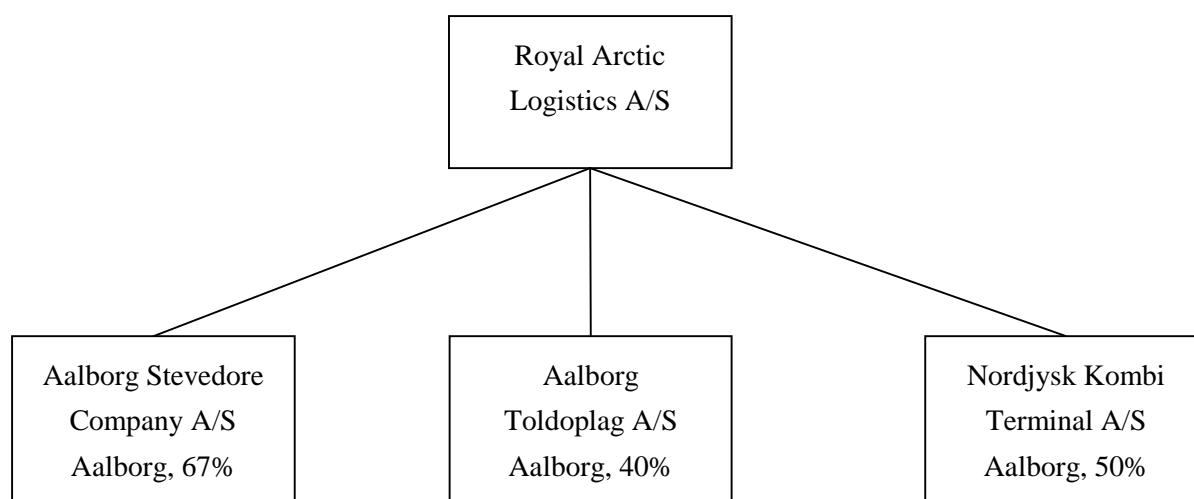 Royal Arctic
Logistics A/S
Aalborg Stevedore
Company A/S
Aalborg, 67%
Aalborg
Toldoplag A/S
Aalborg, 40%
Nordjysk Kombi
Terminal A/S
Aalborg, 50%